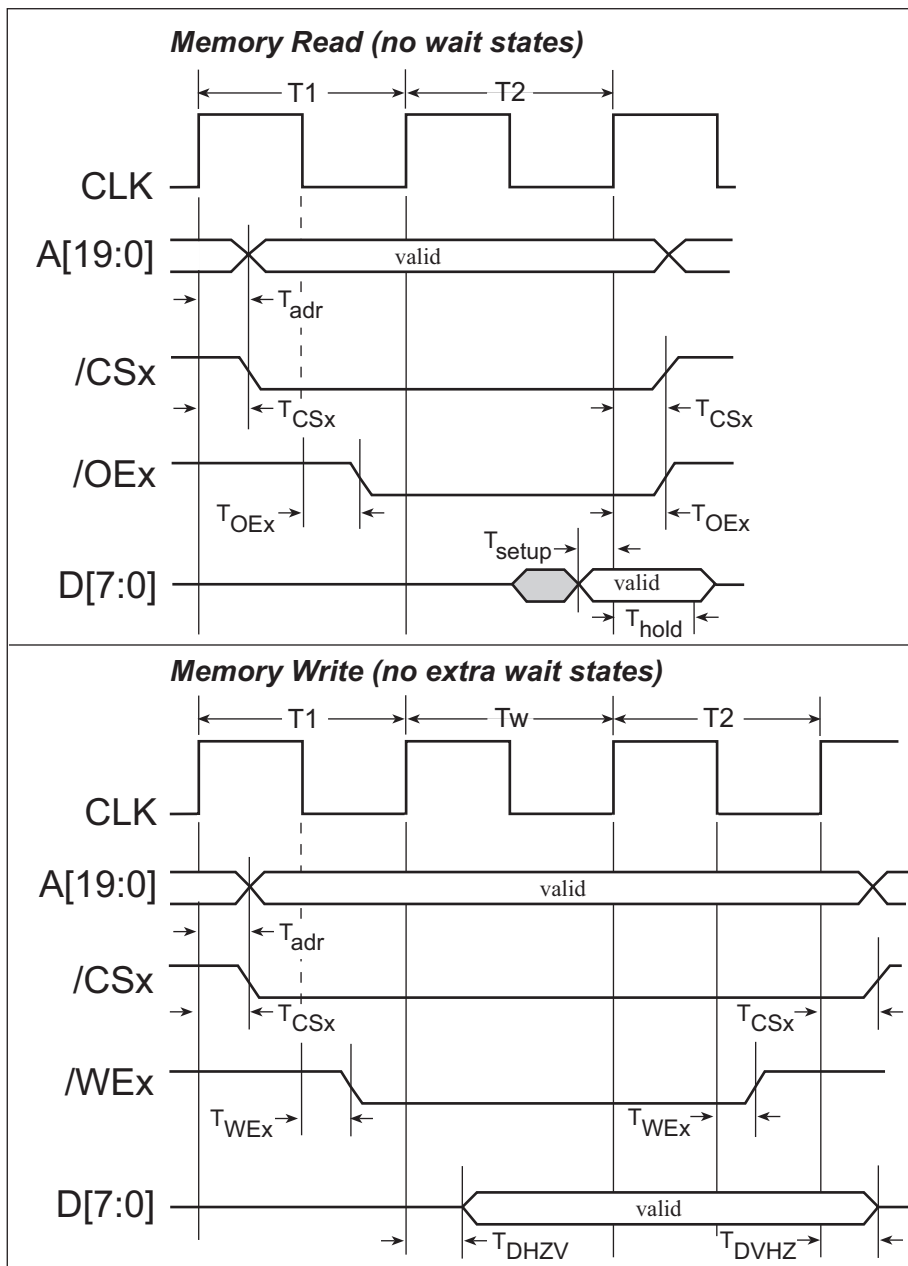 Memory Read (no wait states)
T1 T2
CLK
A[19:0] valid
Tadr
/CSx
TCSx TCSx
/OEx
TOEx TOEx
Tsetup
D[7:0] valid
Thold
Memory Write (no extra wait states)
T1 Tw T2
CLK
A[19:0] valid
Tadr
/CSx
TCSx TCSx
/WEx
TWEx TWEx
D[7:0] valid
TDHZV TDVHZ